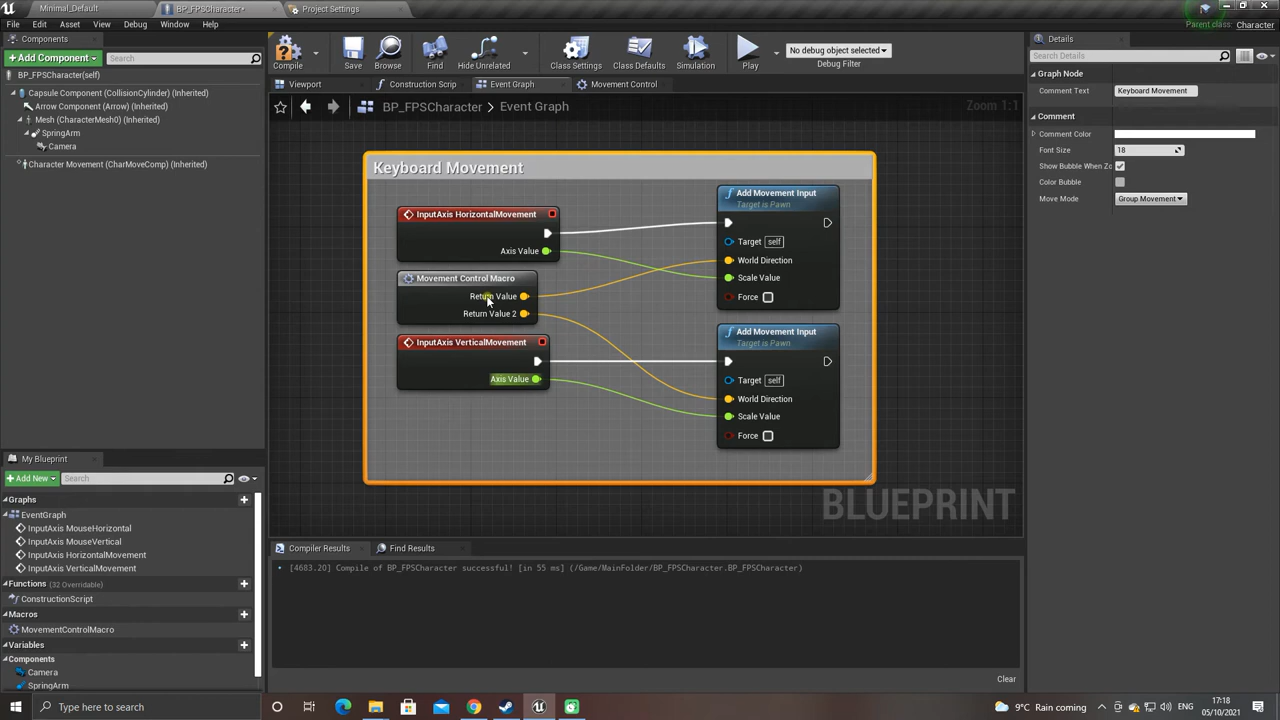 Minimal_Default
BP_FPSCharacter*
Project Settings
File Edit Asset View Debug Window Help
Parent class: Character
Components
+ Add Component
Search
BP_FPSCharacter(self)
Capsule Component (CollisionCylinder) (Inherited)
Arrow Component (Arrow) (Inherited)
Mesh (CharacterMesh0) (Inherited)
SpringArm
Camera
Character Movement (CharMoveComp) (Inherited)
My Blueprint
+ Add New
Search
Graphs
EventGraph
InputAxis MouseHorizontal
InputAxis MouseVertical
InputAxis HorizontalMovement
InputAxis VerticalMovement
Functions (32 Overridable)
ConstructionScript
Macros
MovementControlMacro
Variables
Components
Camera
SpringArm
Compile
Save
Browse
Find
Hide Unrelated
Class Settings
Class Defaults
Simulation
Play
No debug object selected
Debug Filter
Viewport
Construction Scrip
Event Graph
Movement Control
BP_FPSCharacter > Event Graph
Zoom 1:1
Keyboard Movement
InputAxis HorizontalMovement
Axis Value
Movement Control Macro
Return Value
Return Value 2
InputAxis VerticalMovement
Axis Value
Add Movement Input
Target is Pawn
Target self
World Direction
Scale Value
Force
Add Movement Input
Target is Pawn
Target self
World Direction
Scale Value
Force
BLUEPRINT
Compiler Results
Find Results
[4683.20] Compile of BP_FPSCharacter successful! [in 55 ms] (/Game/MainFolder/BP_FPSCharacter.BP_FPSCharacter)
Clear
Details
Search Details
Graph Node
Comment Text Keyboard Movement
Comment
Comment Color
Font Size 18
Show Bubble When Zo
Color Bubble
Move Mode Group Movement
Type here to search
9°C Rain coming
17:18
05/10/2021